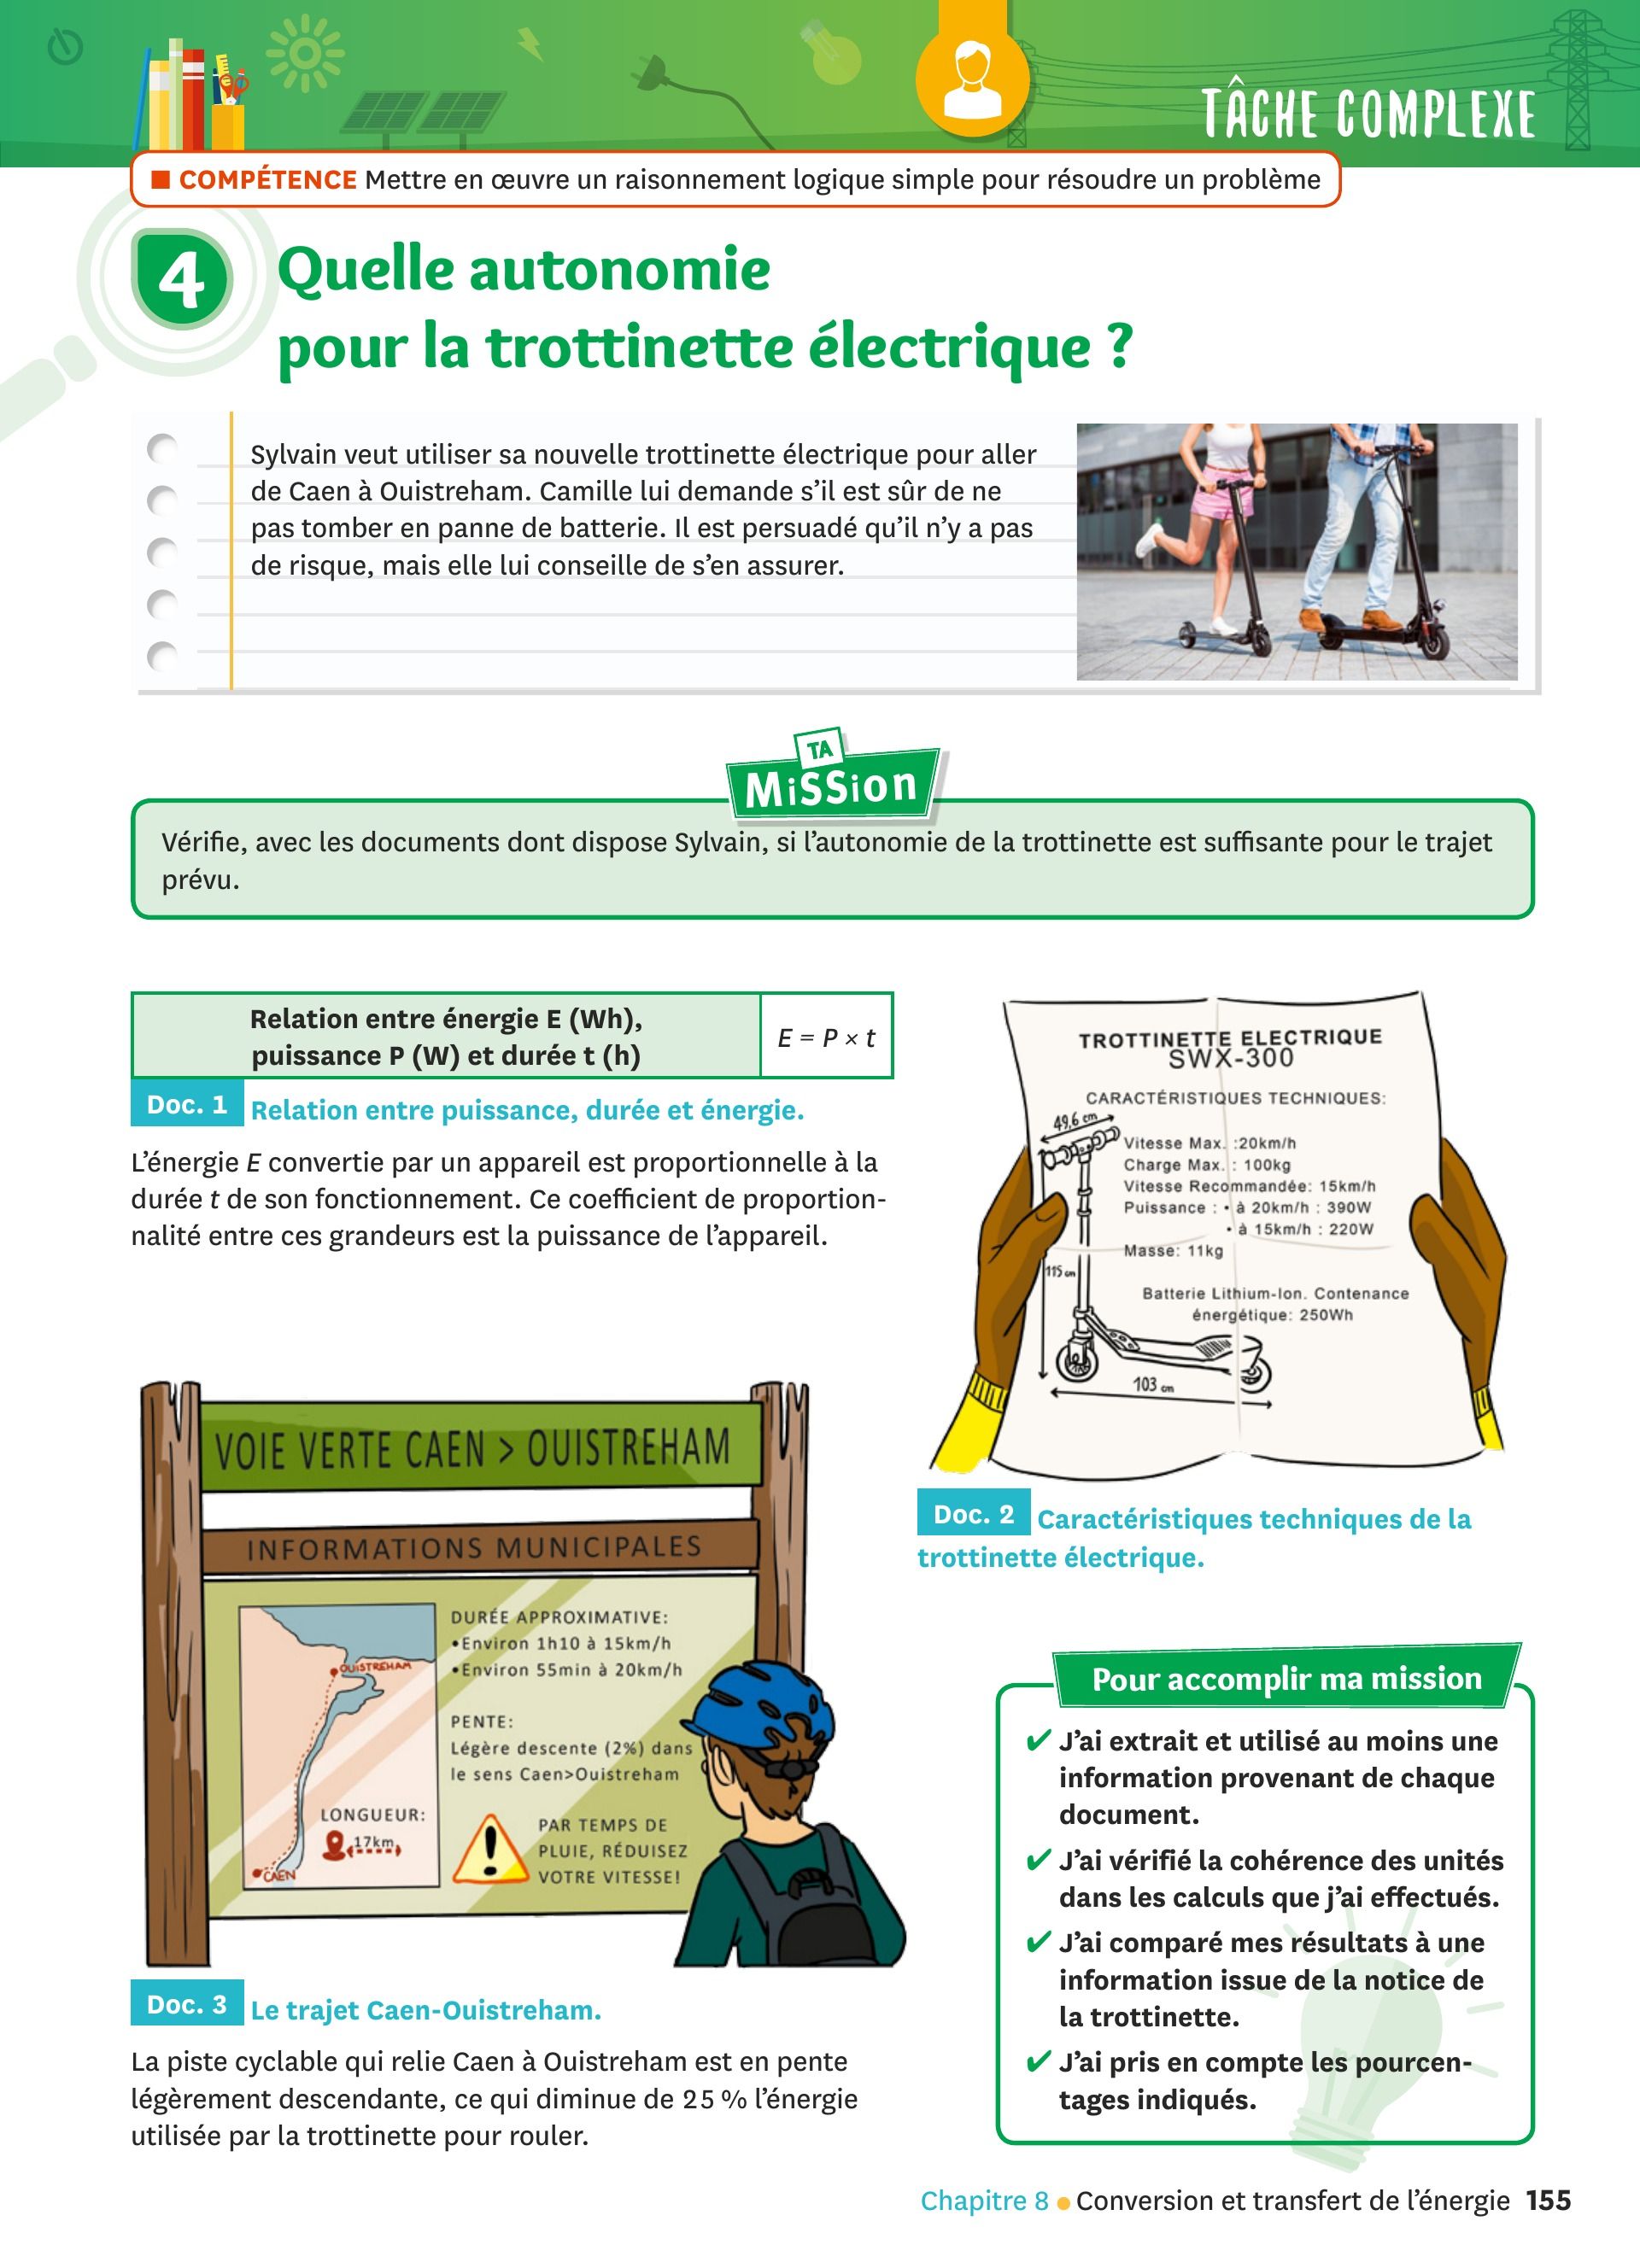 TÂCHE COMPLEXE
■ COMPÉTENCE Mettre en œuvre un raisonnement logique simple pour résoudre un problème
4
Quelle autonomie
pour la trottinette électrique ?
Sylvain veut utiliser sa nouvelle trottinette électrique pour aller
de Caen à Ouistreham. Camille lui demande s'il est sûr de ne
pas tomber en panne de batterie. Il est persuadé qu'il n'y a pas
de risque, mais elle lui conseille de s'en assurer.
TA
MiSSion
Vérifie, avec les documents dont dispose Sylvain, si l'autonomie de la trottinette est suffisante pour le trajet
prévu.
Relation entre énergie E (Wh),
puissance P (W) et durée t (h)
E = P × t
Doc. 1 Relation entre puissance, durée et énergie.
L'énergie E convertie par un appareil est proportionnelle à la
durée t de son fonctionnement. Ce coefficient de proportion-
nalité entre ces grandeurs est la puissance de l'appareil.
TROTTINETTE ELECTRIQUE
SWX-300
CARACTÉRISTIQUES TECHNIQUES:
49,6 cm
Vitesse Max. :20km/h
Charge Max. : 100kg
Vitesse Recommandée: 15km/h
Puissance : • à 20km/h : 390W
• à 15km/h : 220W
Masse: 11kg
115 cm
Batterie Lithium-Ion. Contenance
énergétique: 250Wh
103 cm
Doc. 2 Caractéristiques techniques de la
trottinette électrique.
VOIE VERTE CAEN > OUISTREHAM
INFORMATIONS MUNICIPALES
OUISTREHAM
LONGUEUR:
17km
CAEN
DURÉE APPROXIMATIVE:
•Environ 1h10 à 15km/h
•Environ 55min à 20km/h
PENTE:
Légère descente (2%) dans
le sens Caen>Ouistreham
PAR TEMPS DE
PLUIE, RÉDUISEZ
VOTRE VITESSE!
Doc. 3 Le trajet Caen-Ouistreham.
La piste cyclable qui relie Caen à Ouistreham est en pente
légèrement descendante, ce qui diminue de 25 % l'énergie
utilisée par la trottinette pour rouler.
Pour accomplir ma mission
✔ J'ai extrait et utilisé au moins une
information provenant de chaque
document.
✔ J'ai vérifié la cohérence des unités
dans les calculs que j'ai effectués.
✔ J'ai comparé mes résultats à une
information issue de la notice de
la trottinette.
✔ J'ai pris en compte les pourcen-
tages indiqués.
Chapitre 8 • Conversion et transfert de l'énergie 155